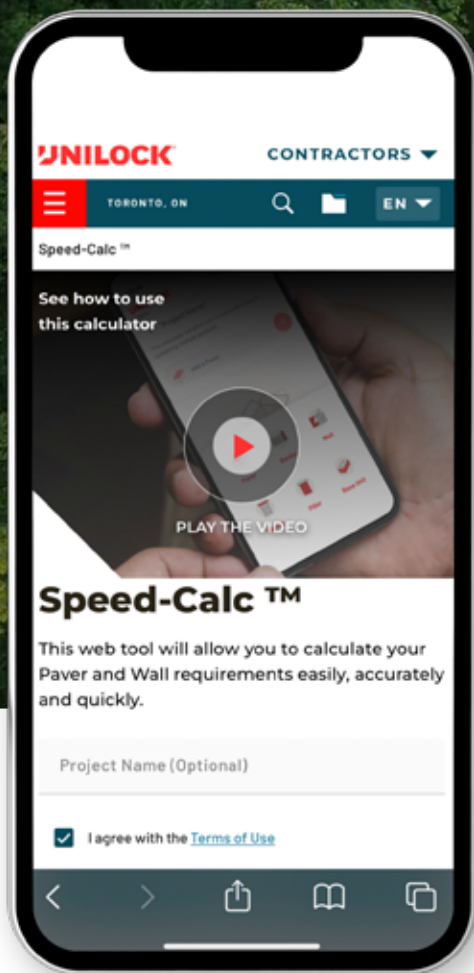 UNILOCK
CONTRACTORS
TORONTO, ON
EN
Speed-Calc ™
See how to use
this calculator
PLAY THE VIDEO
Speed-Calc ™
This web tool will allow you to calculate your
Paver and Wall requirements easily, accurately
and quickly.
Project Name (Optional)
I agree with the Terms of Use